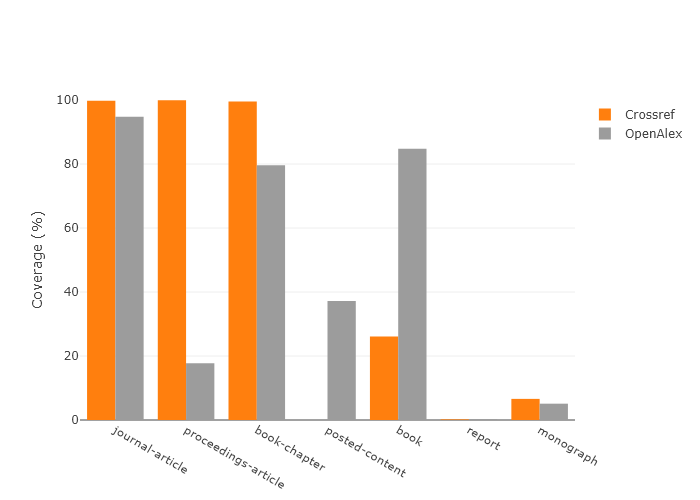 100
80
60
40
20
0
Coverage (%)
Crossref
OpenAlex
journal-article
proceedings-article
book-chapter
posted-content
book
report
monograph